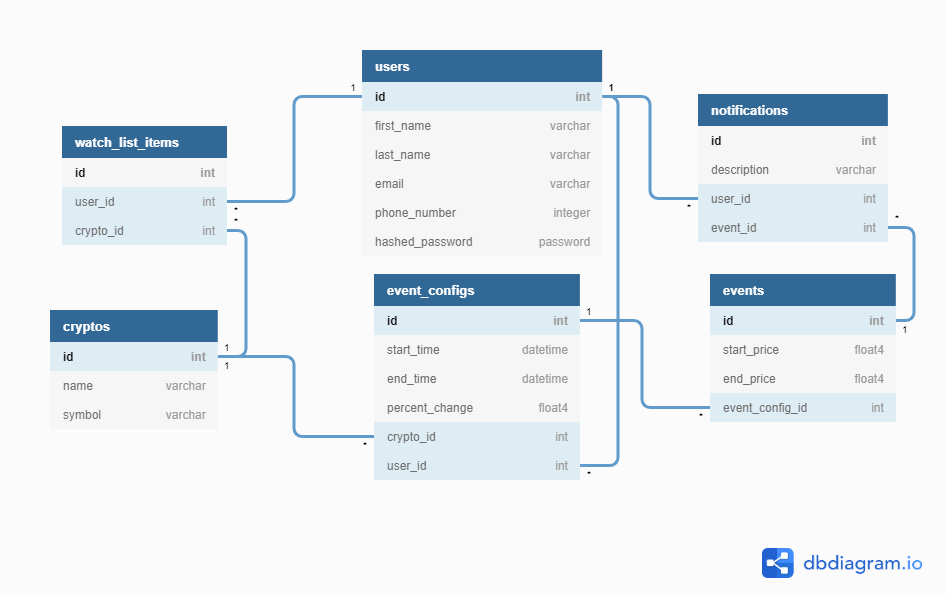 users
1
id int
1
first_name varchar
last_name varchar
email varchar
phone_number integer
hashed_password password
notifications
id int
description varchar
user_id int
*
event_id int
*
watch_list_items
id int
user_id int
*
*
crypto_id int
event_configs
id int
1
start_time datetime
end_time datetime
percent_change float4
crypto_id int
*
user_id int
*
events
id int
1
start_price float4
end_price float4
event_config_id int
*
cryptos
id int
1
1
name varchar
symbol varchar
dbdiagram.io